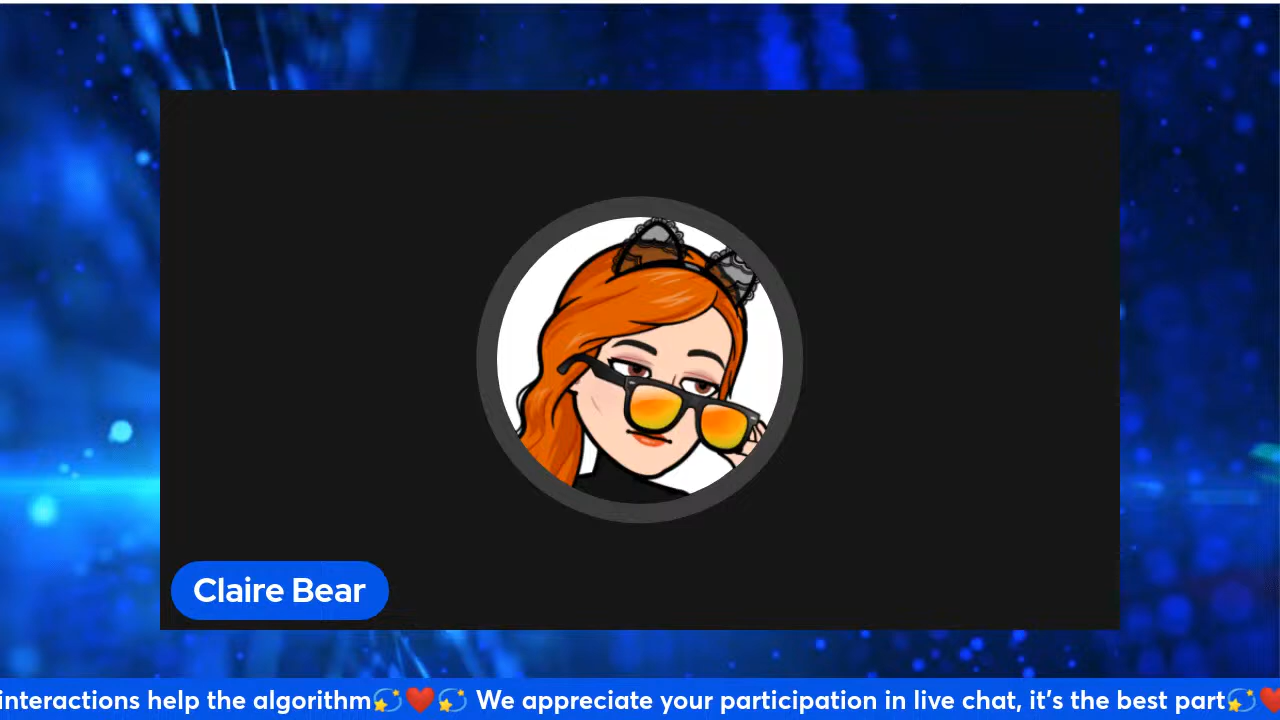 Claire Bear
interactions help the algorithm💫❤️💫 We appreciate your participation in live chat, it's the best part💫❤️